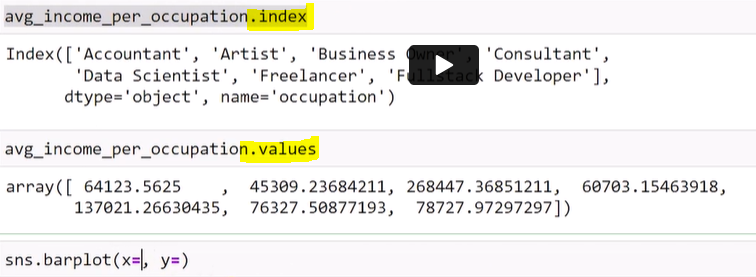 avg_income_per_occupation.index
Index(['Accountant', 'Artist', 'Business Owner', 'Consultant',
'Data Scientist', 'Freelancer', 'Fullstack Developer'],
dtype='object', name='occupation')
avg_income_per_occupation.values
array([ 64123.5625    ,  45309.23684211, 268447.36851211,  60703.15463918,
137021.26630435,  76327.50877193,  78727.97297297])
sns.barplot(x=, y=)